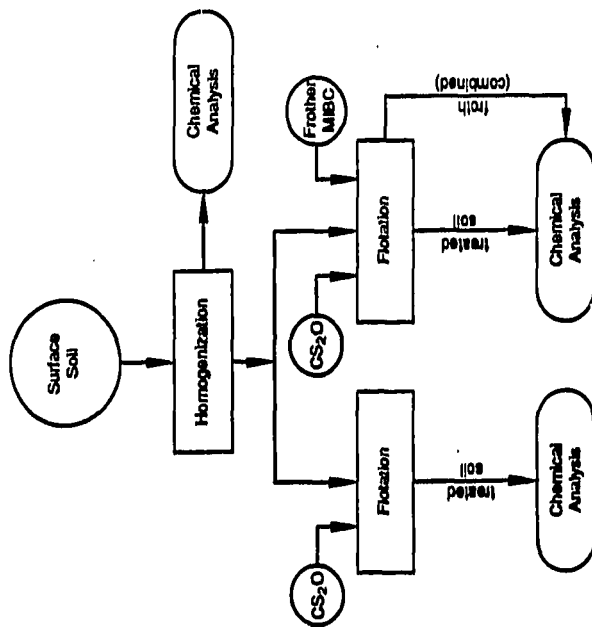 Surface
Soil
Homogenization
Chemical
Analysis
CS₂O
Flotation
treated
soil
Chemical
Analysis
CS₂O
Frother
MIBC
Flotation
treated
soil
froth
(combined)
Chemical
Analysis